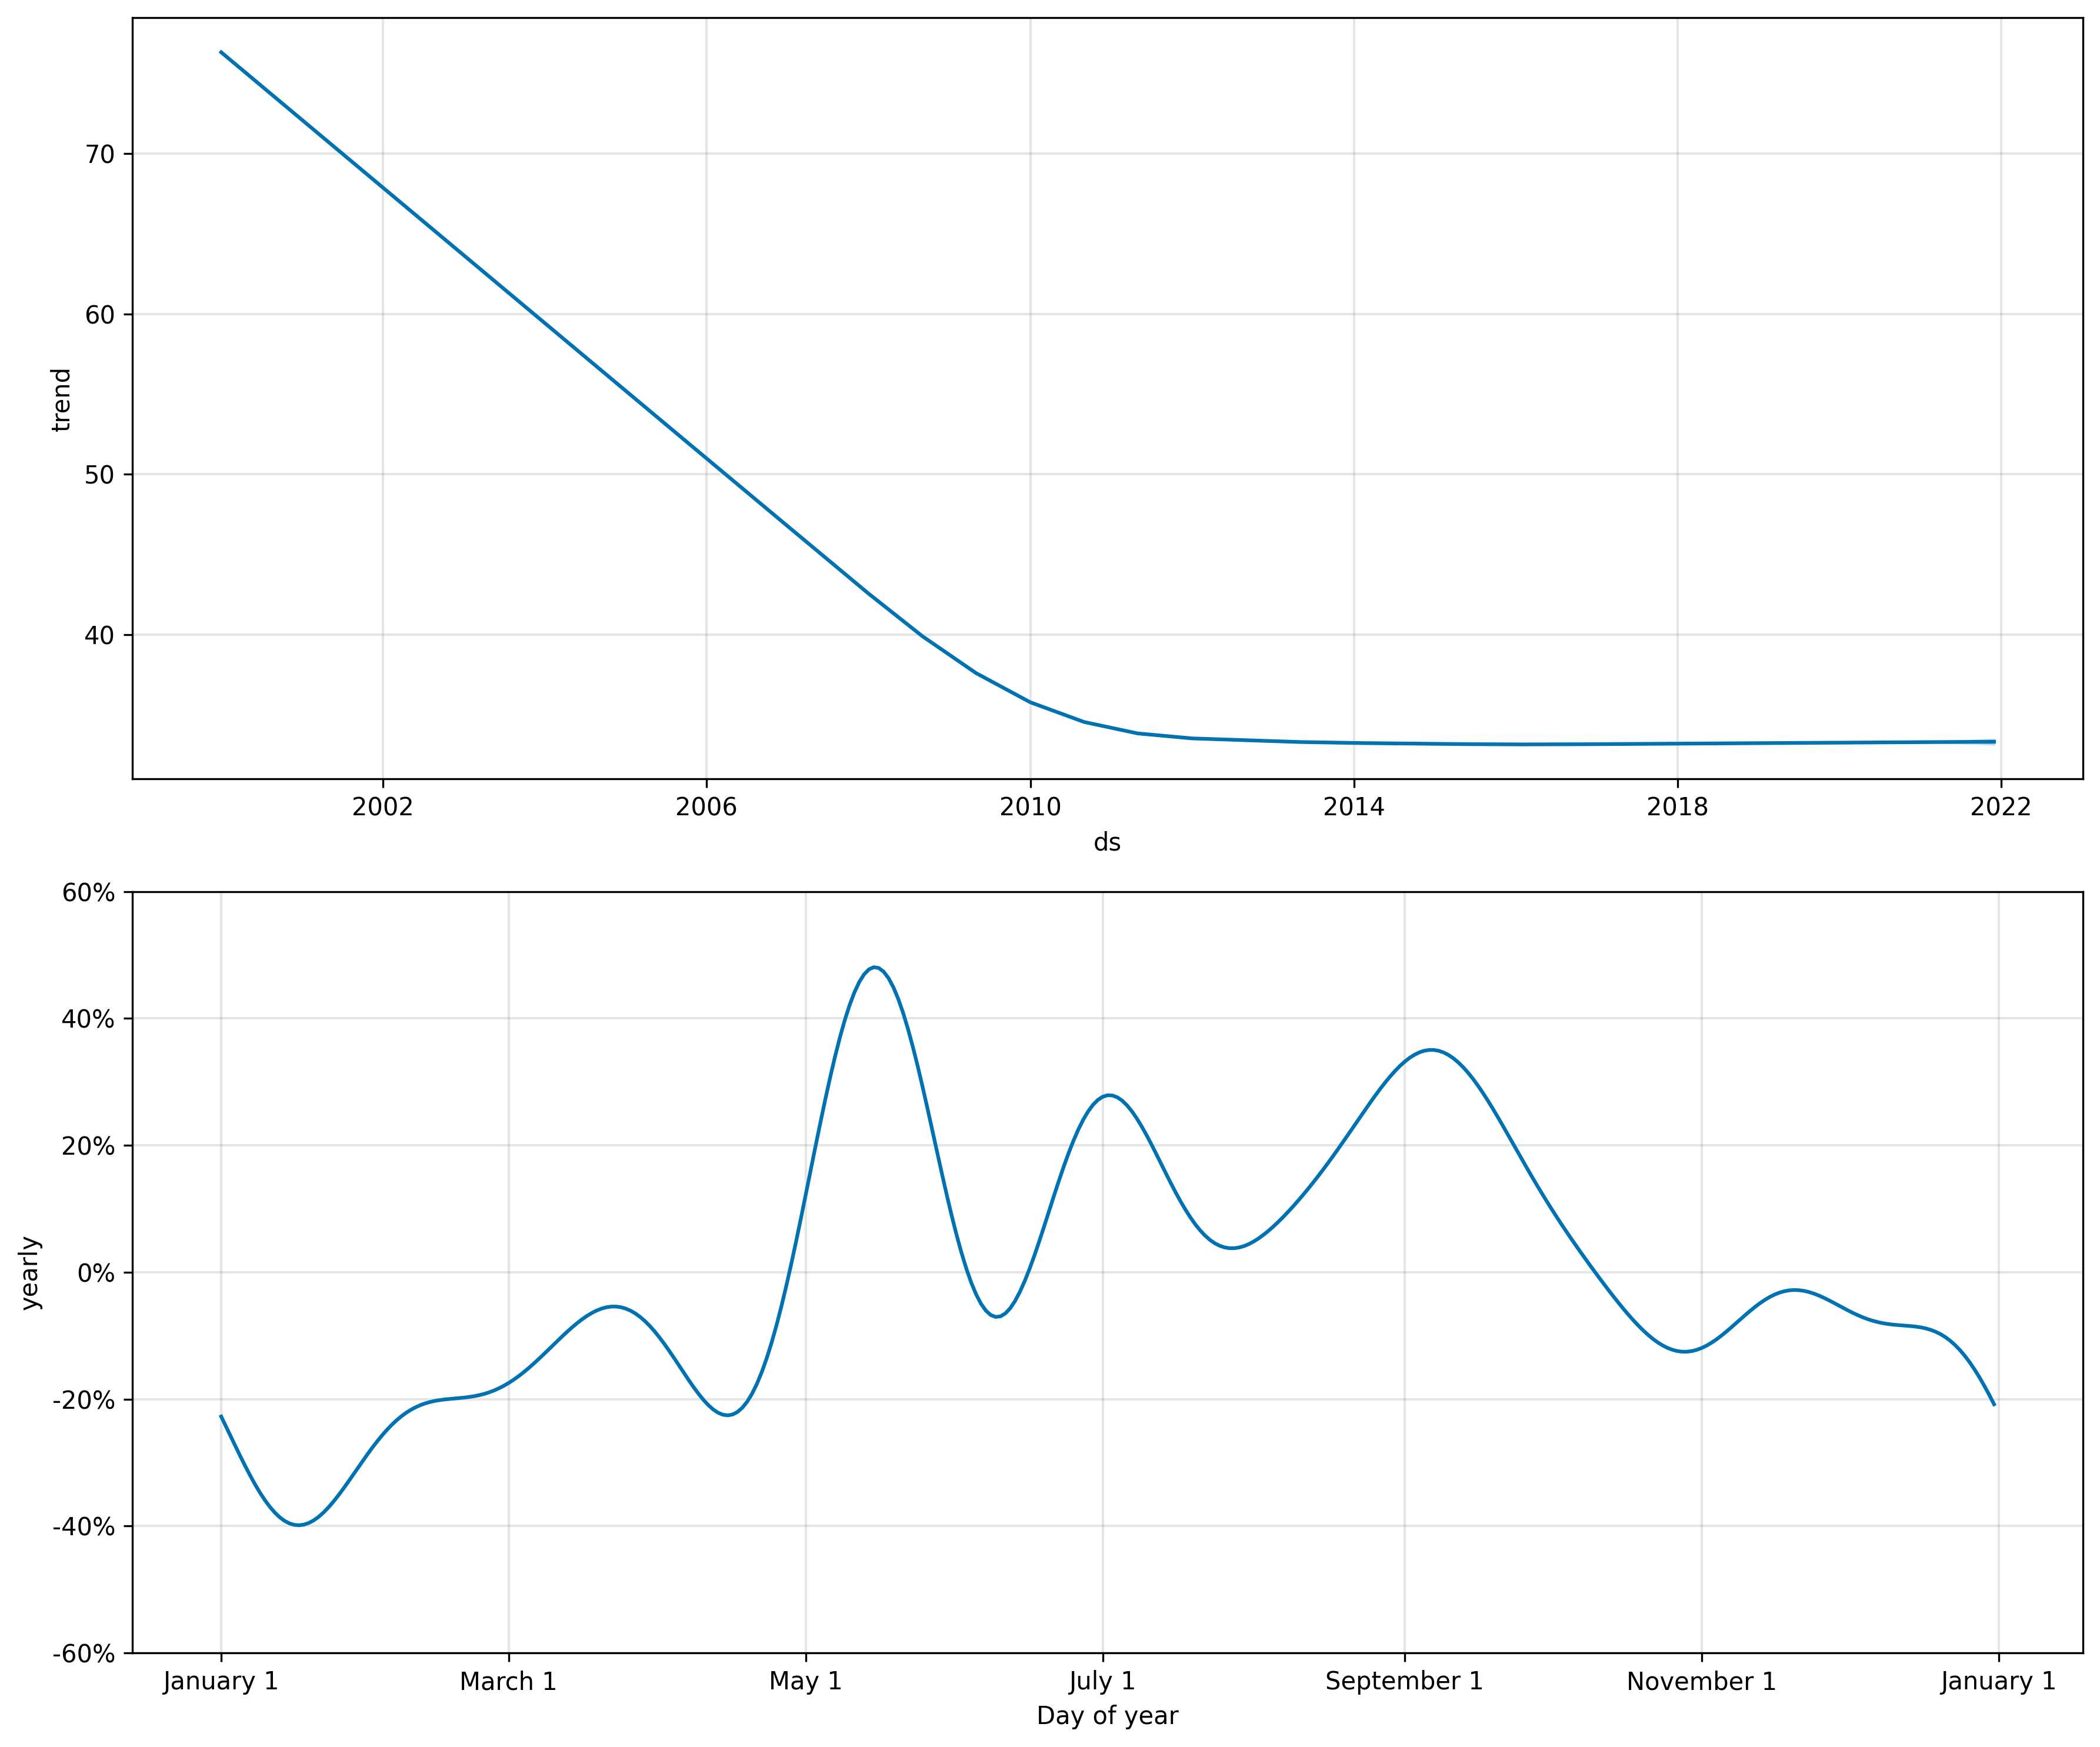 70
60
50
40
trend
2002 2006 2010 2014 2018 2022
ds
60%
40%
20%
0%
-20%
-40%
-60%
yearly
January 1 March 1 May 1 July 1 September 1 November 1 January 1
Day of year